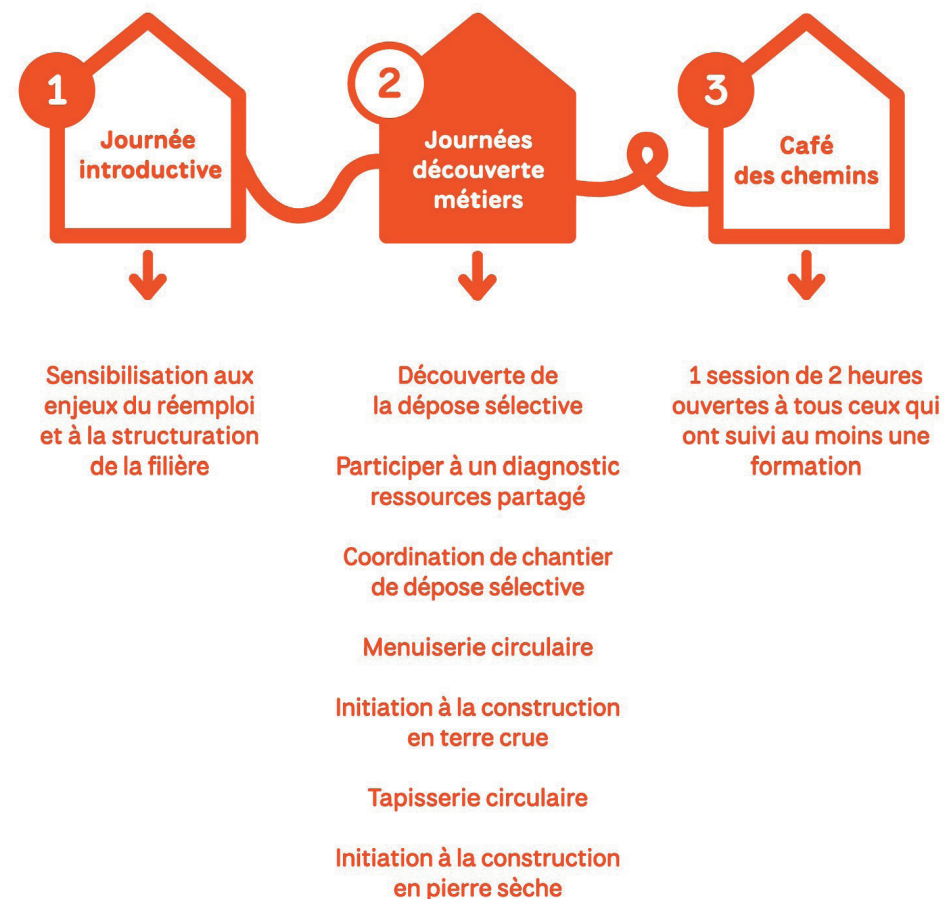 1
Journée
introductive
2
Journées
découverte
métiers
3
Café
des chemins
Sensibilisation aux
enjeux du réemploi
et à la structuration
de la filière
Découverte de
la dépose sélective
Participer à un diagnostic
ressources partagé
Coordination de chantier
de dépose sélective
Menuiserie circulaire
Initiation à la construction
en terre crue
Tapisserie circulaire
Initiation à la construction
en pierre sèche
1 session de 2 heures
ouvertes à tous ceux qui
ont suivi au moins une
formation